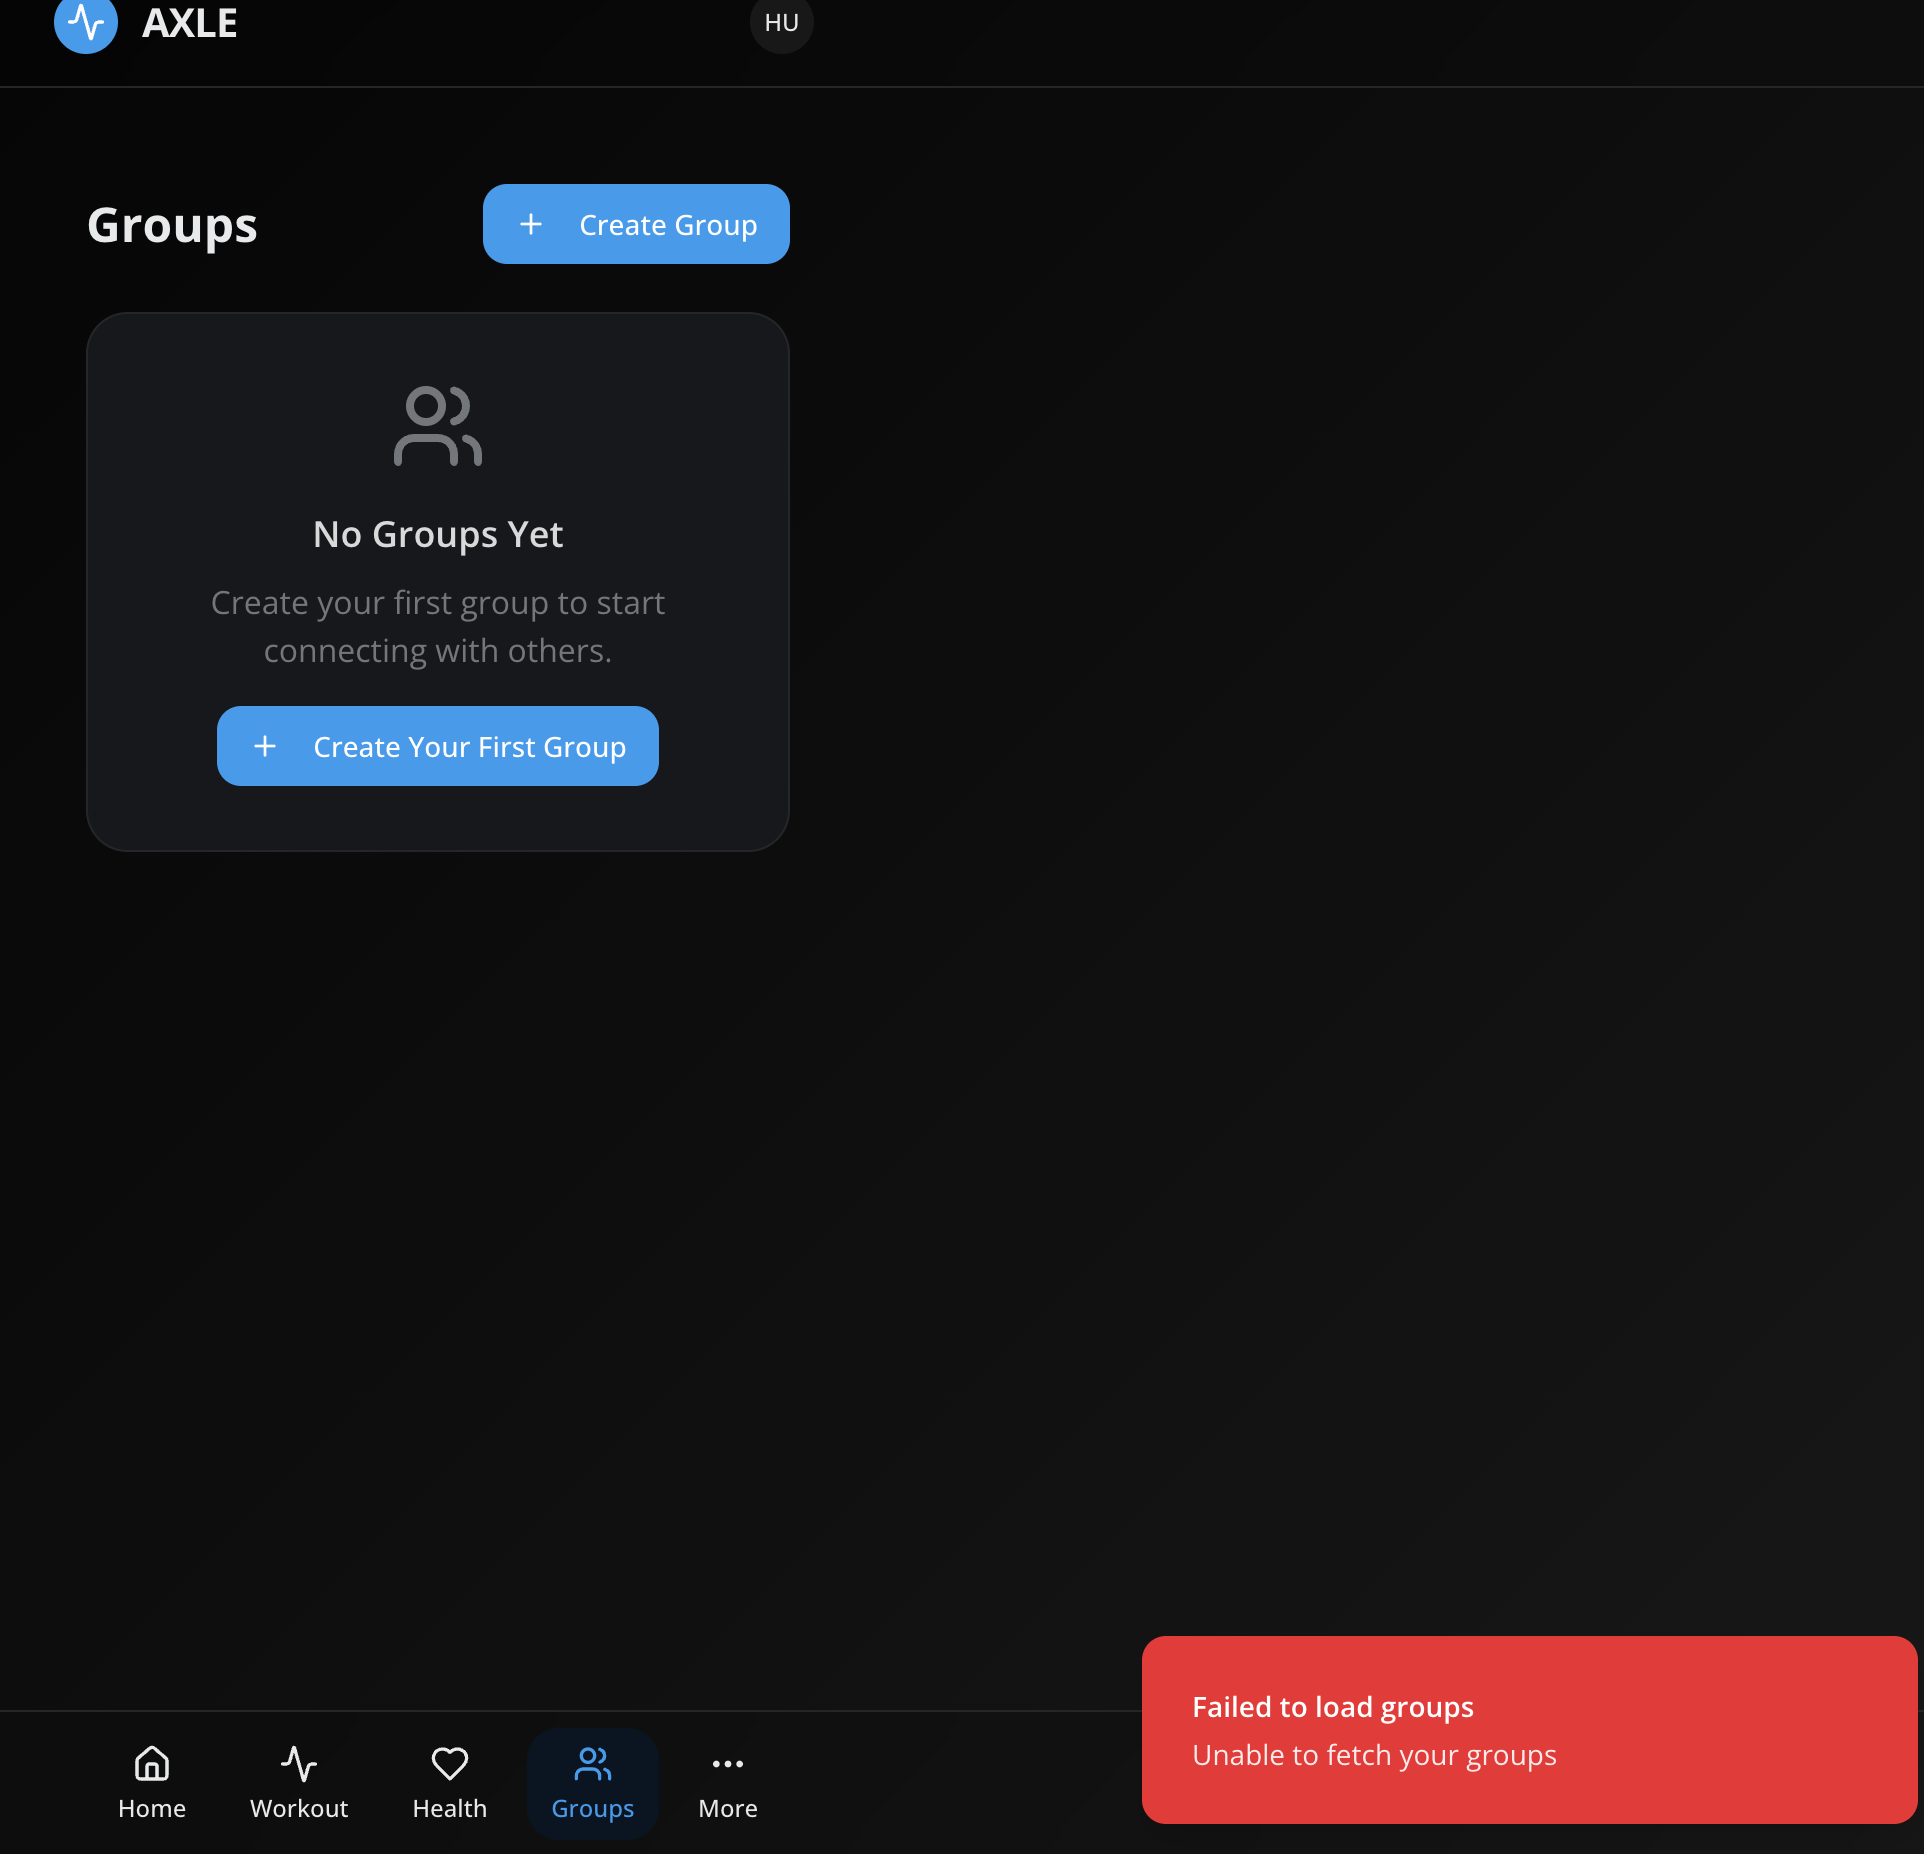 AXLE
HU
Groups
Create Group
No Groups Yet
Create your first group to start
connecting with others.
Create Your First Group
Failed to load groups
Unable to fetch your groups
Home
Workout
Health
Groups
More